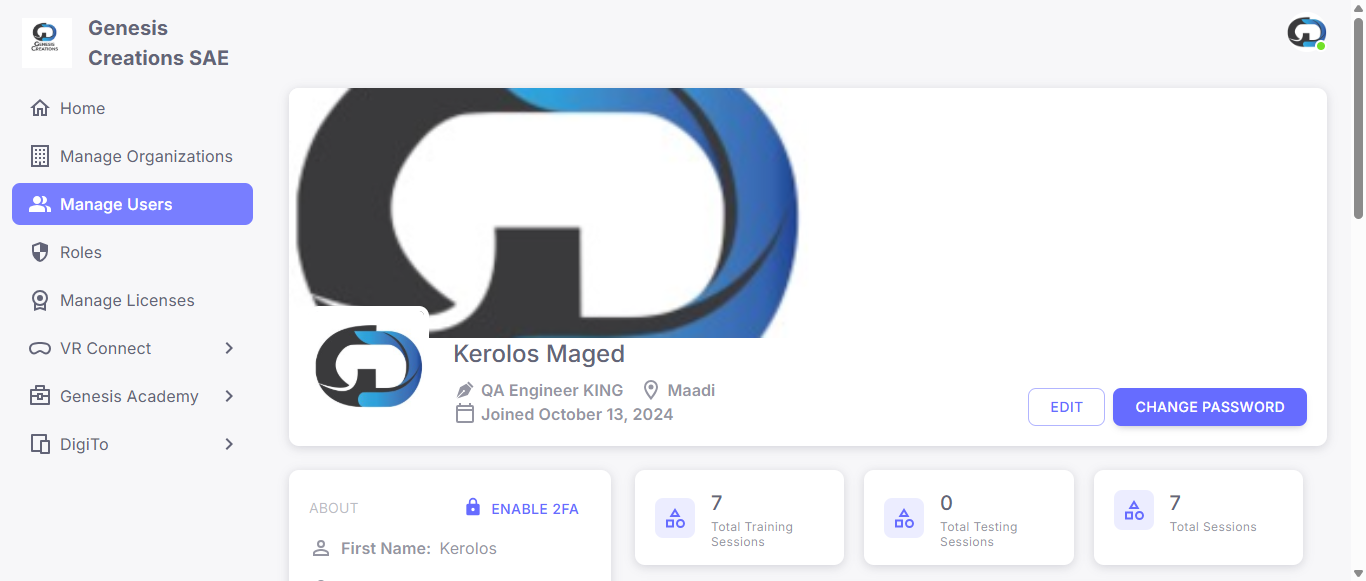 GENESIS
CREATIONS
Genesis
Creations SAE
Home
Manage Organizations
Manage Users
Roles
Manage Licenses
VR Connect
Genesis Academy
DigiTo
Kerolos Maged
QA Engineer KING Maadi
Joined October 13, 2024
EDIT
CHANGE PASSWORD
ABOUT
ENABLE 2FA
First Name: Kerolos
7
Total Training
Sessions
0
Total Testing
Sessions
7
Total Sessions